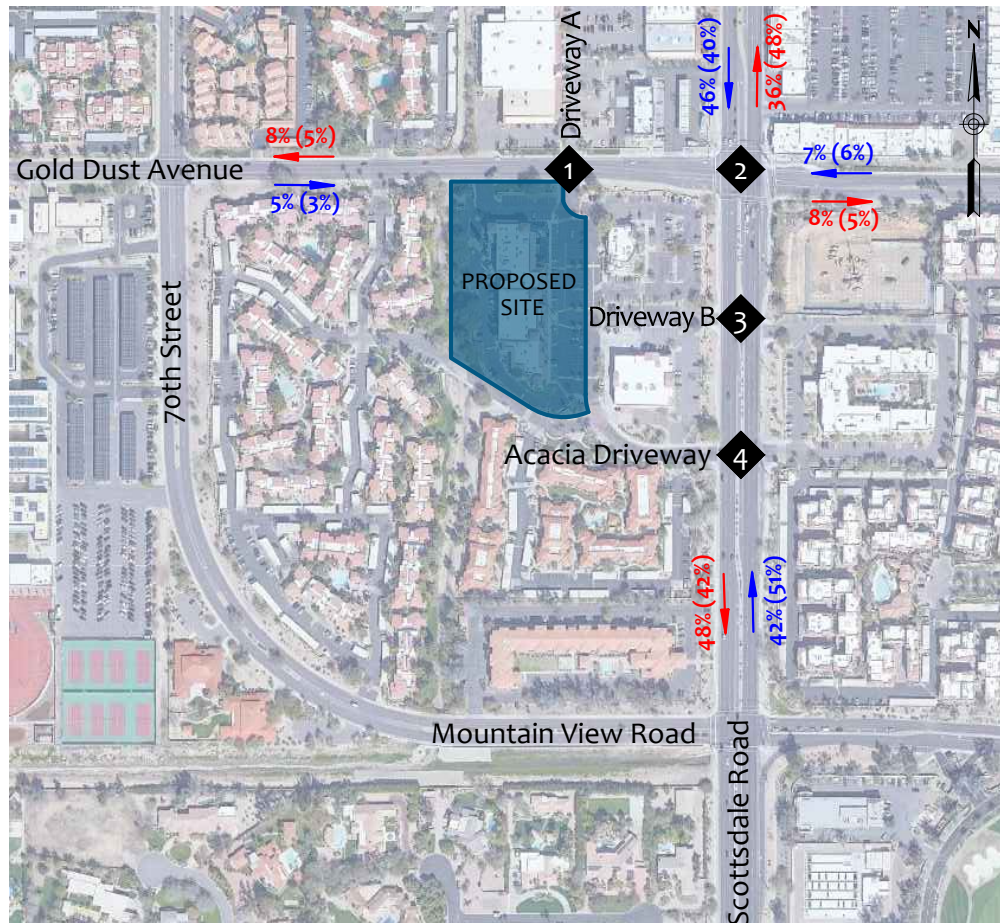 Driveway A
46% (40%)
36% (48%)
N
8% (5%)
Gold Dust Avenue
1
2
7% (6%)
5% (3%)
8% (5%)
PROPOSED
SITE
70th Street
Driveway B
3
Acacia Driveway
4
48% (42%)
42% (51%)
Mountain View Road
Scottsdale Road